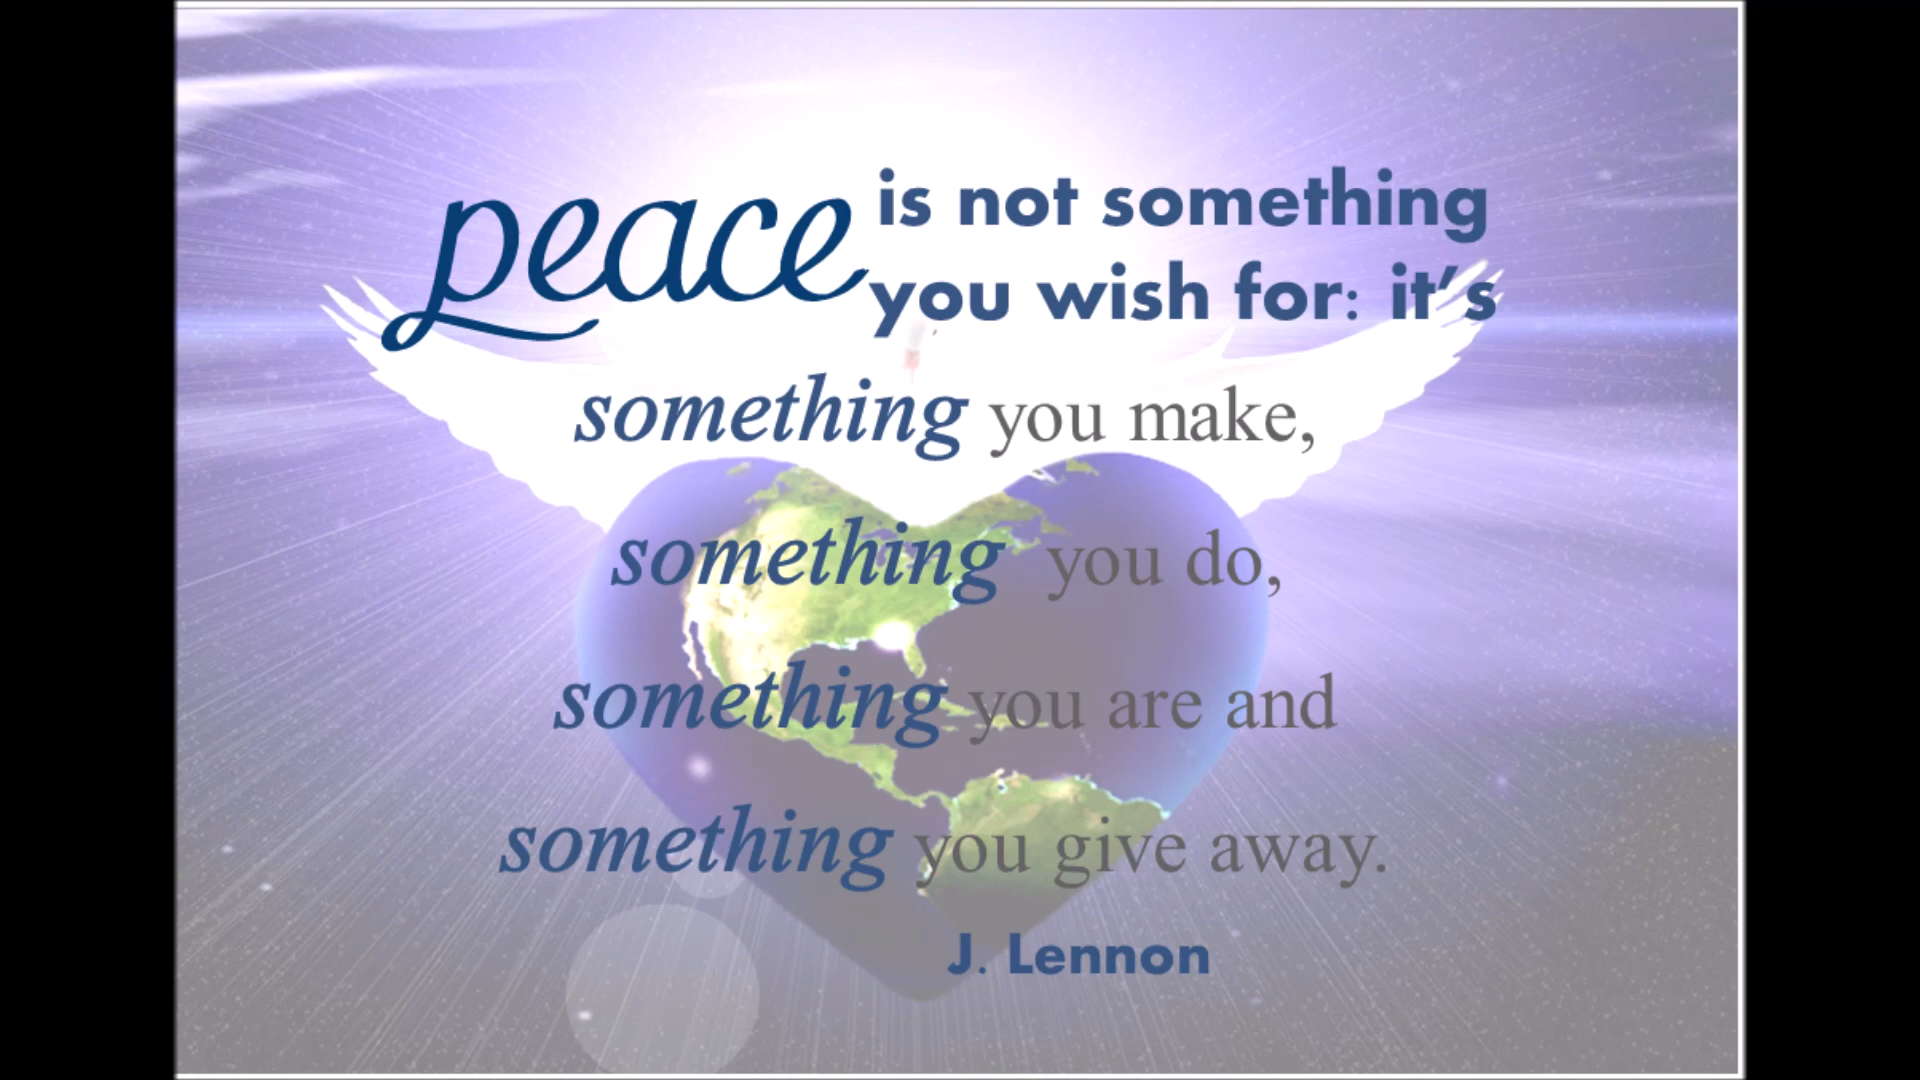 peace is not something
you wish for: it's
something you make,
something you do,
something you are and
something you give away.
J. Lennon